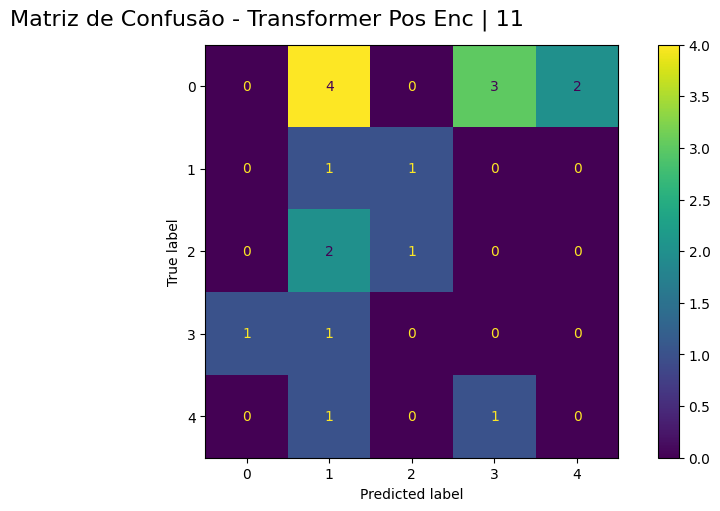 Matriz de Confusão - Transformer Pos Enc | 11
True label
0 0 4 0 3 2
1 0 1 1 0 0
2 0 2 1 0 0
3 1 1 0 0 0
4 0 1 0 1 0
0 1 2 3 4
Predicted label
4.0
3.5
3.0
2.5
2.0
1.5
1.0
0.5
0.0